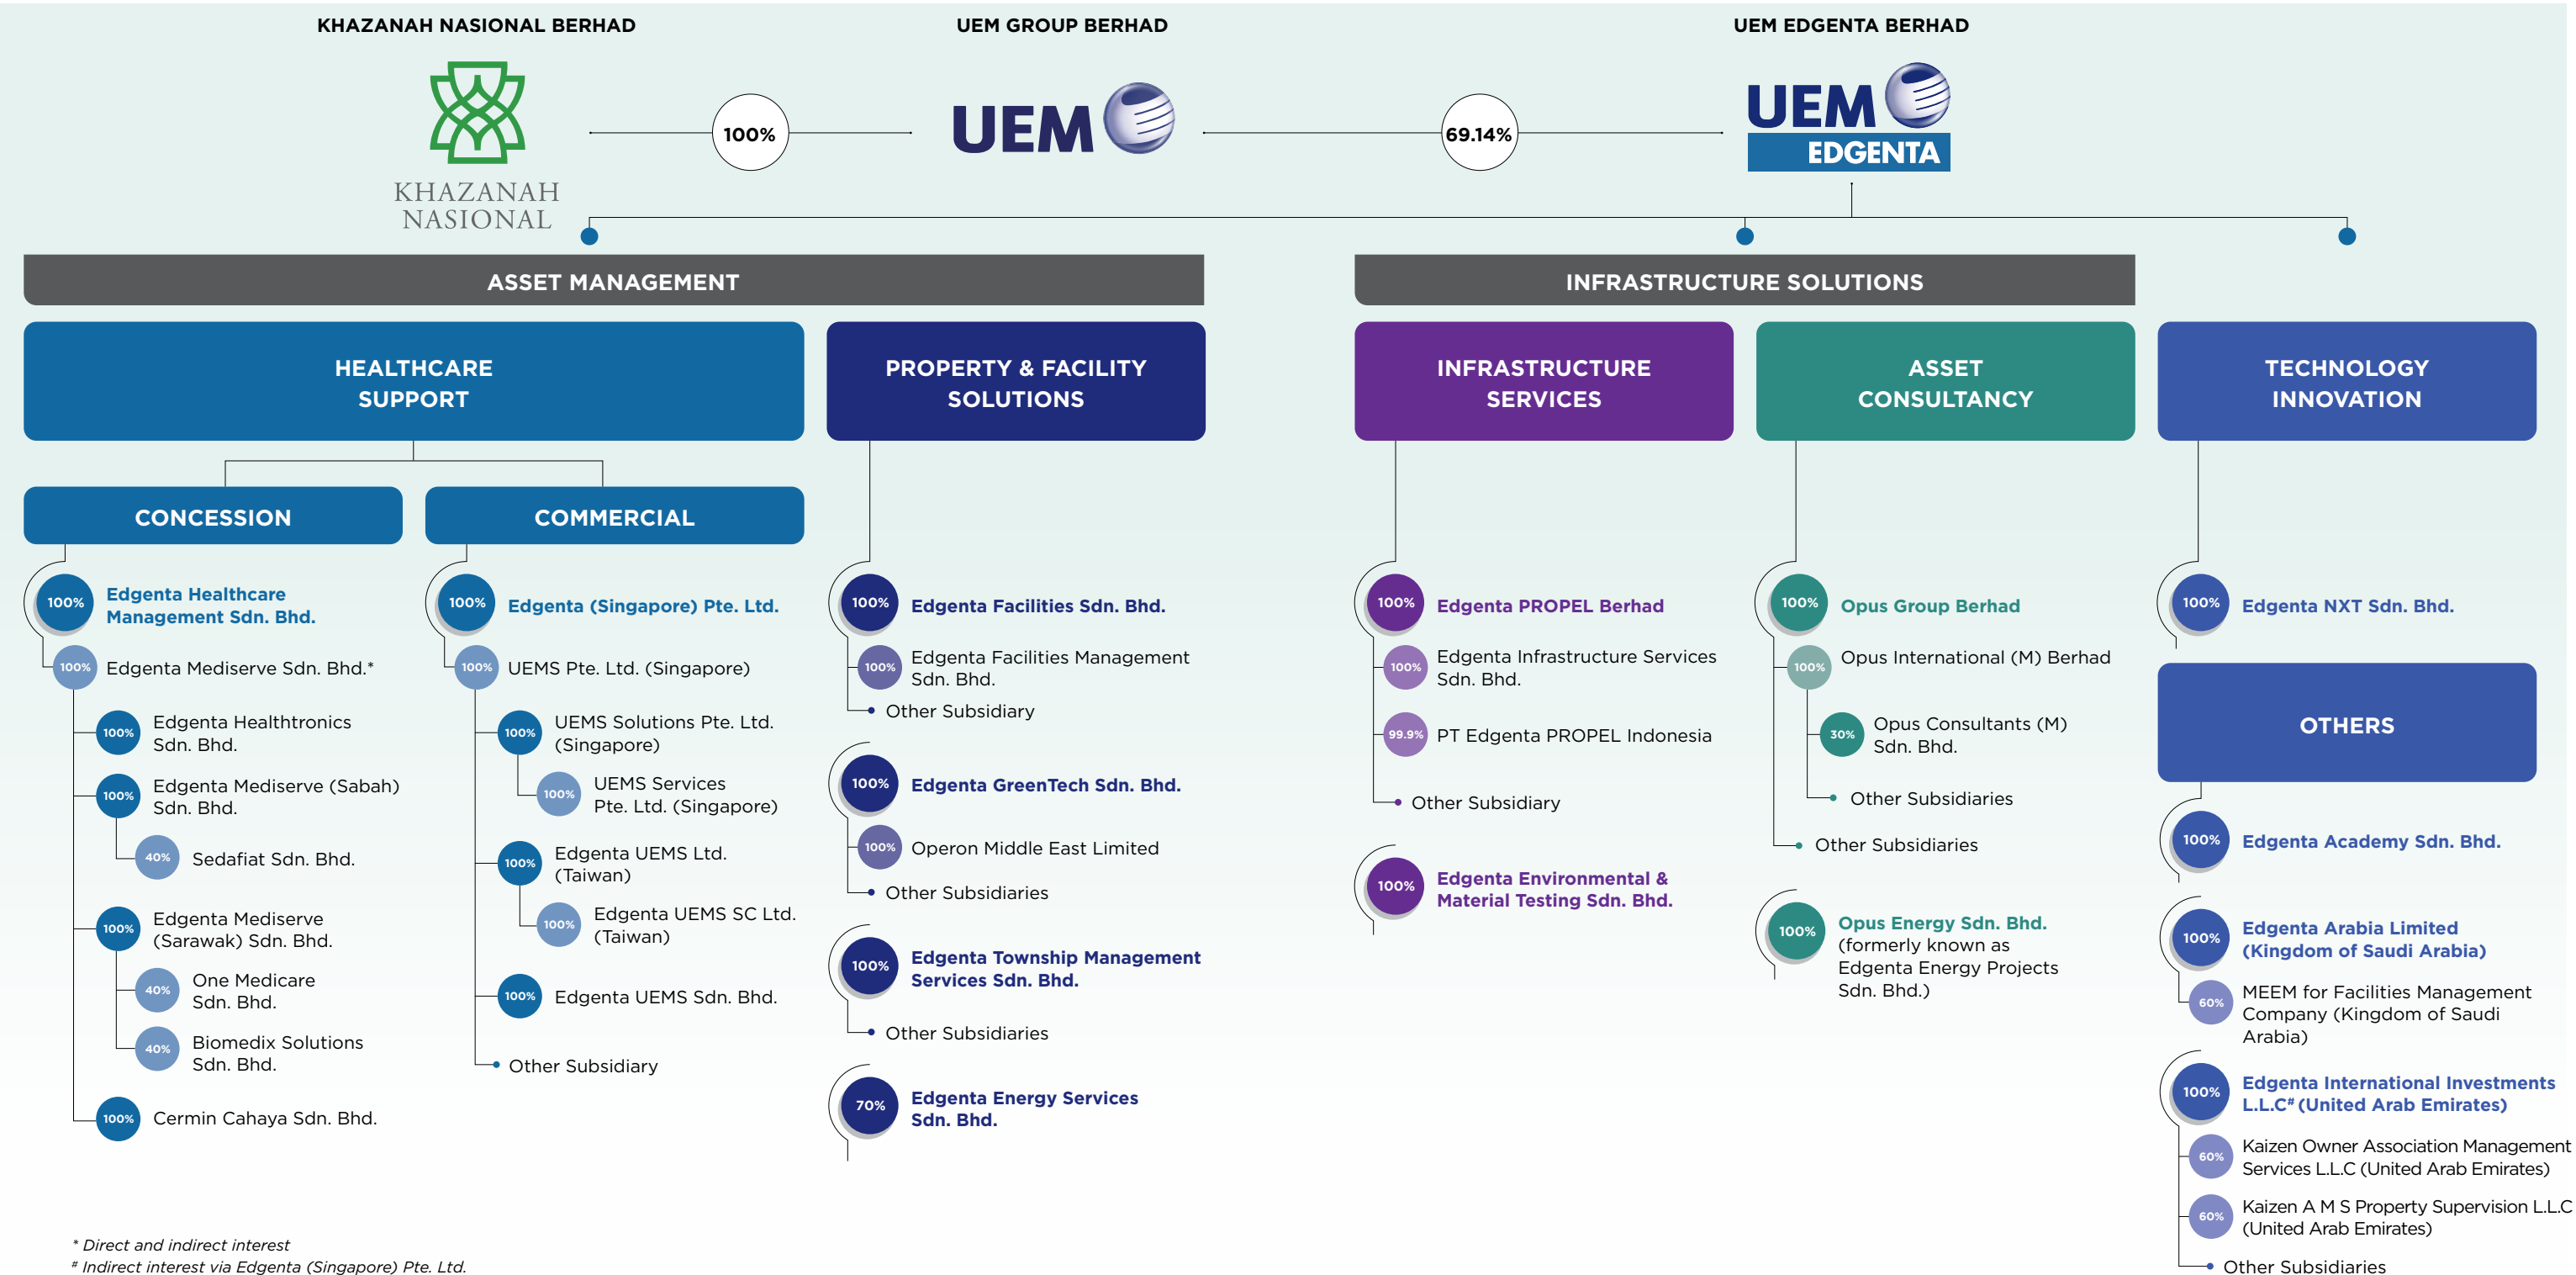 KHAZANAH NASIONAL BERHAD
UEM GROUP BERHAD
UEM EDGENTA BERHAD
KHAZANAH
NASIONAL
100%
UEM
69.14%
UEM
EDGENTA
ASSET MANAGEMENT
INFRASTRUCTURE SOLUTIONS
HEALTHCARE
SUPPORT
PROPERTY & FACILITY
SOLUTIONS
INFRASTRUCTURE
SERVICES
ASSET
CONSULTANCY
TECHNOLOGY
INNOVATION
CONCESSION
100%
Edgenta Healthcare
Management Sdn. Bhd.
100%
Edgenta Mediserve Sdn. Bhd.*
100%
Edgenta Healthtronics
Sdn. Bhd.
100%
Edgenta Mediserve (Sabah)
Sdn. Bhd.
40%
Sedafiat Sdn. Bhd.
100%
Edgenta Mediserve
(Sarawak) Sdn. Bhd.
40%
One Medicare
Sdn. Bhd.
40%
Biomedix Solutions
Sdn. Bhd.
100%
Cermin Cahaya Sdn. Bhd.
COMMERCIAL
100%
Edgenta (Singapore) Pte. Ltd.
100%
UEMS Pte. Ltd. (Singapore)
100%
UEMS Solutions Pte. Ltd.
(Singapore)
100%
UEMS Services
Pte. Ltd. (Singapore)
100%
Edgenta UEMS Ltd.
(Taiwan)
100%
Edgenta UEMS SC Ltd.
(Taiwan)
100%
Edgenta UEMS Sdn. Bhd.
Other Subsidiary
100%
Edgenta Facilities Sdn. Bhd.
100%
Edgenta Facilities Management
Sdn. Bhd.
Other Subsidiary
100%
Edgenta GreenTech Sdn. Bhd.
100%
Operon Middle East Limited
Other Subsidiaries
100%
Edgenta Township Management
Services Sdn. Bhd.
Other Subsidiaries
70%
Edgenta Energy Services
Sdn. Bhd.
100%
Edgenta PROPEL Berhad
100%
Edgenta Infrastructure Services
Sdn. Bhd.
99.9%
PT Edgenta PROPEL Indonesia
Other Subsidiary
100%
Edgenta Environmental &
Material Testing Sdn. Bhd.
100%
Opus Group Berhad
100%
Opus International (M) Berhad
30%
Opus Consultants (M)
Sdn. Bhd.
Other Subsidiaries
Other Subsidiaries
100%
Opus Energy Sdn. Bhd.
(formerly known as
Edgenta Energy Projects
Sdn. Bhd.)
100%
Edgenta NXT Sdn. Bhd.
OTHERS
100%
Edgenta Academy Sdn. Bhd.
100%
Edgenta Arabia Limited
(Kingdom of Saudi Arabia)
60%
MEEM for Facilities Management
Company (Kingdom of Saudi
Arabia)
100%
Edgenta International Investments
L.L.C# (United Arab Emirates)
60%
Kaizen Owner Association Management
Services L.L.C (United Arab Emirates)
60%
Kaizen A M S Property Supervision L.L.C
(United Arab Emirates)
Other Subsidiaries
* Direct and indirect interest
# Indirect interest via Edgenta (Singapore) Pte. Ltd.